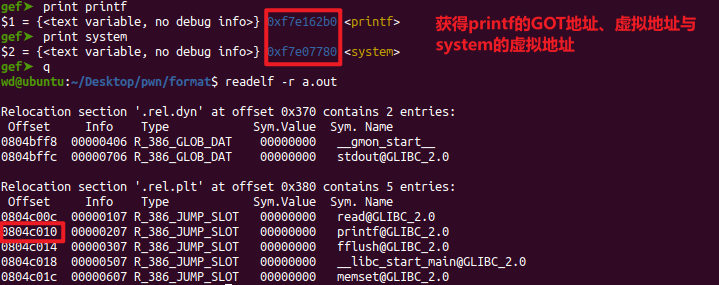 gef➤  print printf
$1 = {<text variable, no debug info>} 0xf7e162b0 <printf>
gef➤  print system
$2 = {<text variable, no debug info>} 0xf7e07780 <system>
gef➤  q
获得printf的GOT地址、虚拟地址与
system的虚拟地址
wd@ubuntu:~/Desktop/pwn/format$ readelf -r a.out
Relocation section '.rel.dyn' at offset 0x370 contains 2 entries:
Offset     Info    Type            Sym.Value  Sym. Name
0804bff8  00000406 R_386_GLOB_DAT    00000000   __gmon_start__
0804bffc  00000706 R_386_GLOB_DAT    00000000   stdout@GLIBC_2.0
Relocation section '.rel.plt' at offset 0x380 contains 5 entries:
Offset     Info    Type            Sym.Value  Sym. Name
0804c00c  00000107 R_386_JUMP_SLOT   00000000   read@GLIBC_2.0
0804c010  00000207 R_386_JUMP_SLOT   00000000   printf@GLIBC_2.0
0804c014  00000307 R_386_JUMP_SLOT   00000000   fflush@GLIBC_2.0
0804c018  00000507 R_386_JUMP_SLOT   00000000   __libc_start_main@GLIBC_2.0
0804c01c  00000607 R_386_JUMP_SLOT   00000000   memset@GLIBC_2.0